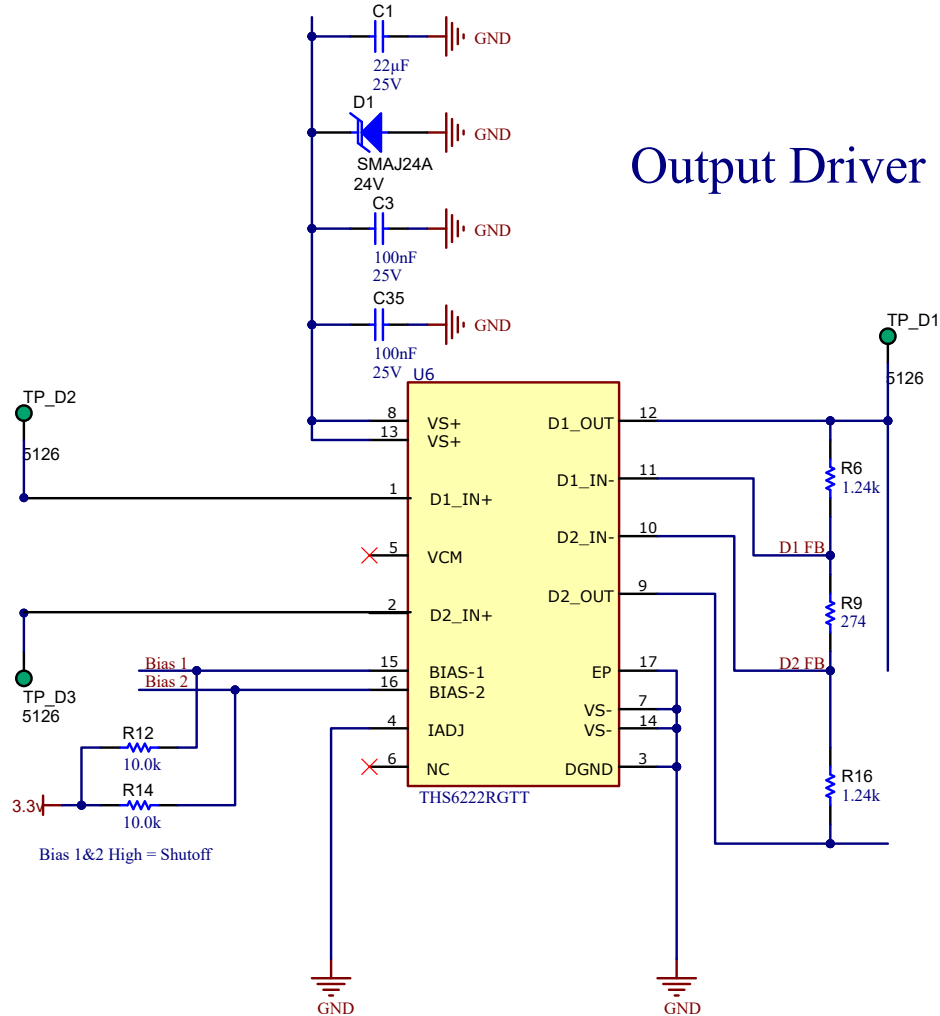 C1
GND
22µF
25V
D1
GND
SMAJ24A
24V
Output Driver
C3
GND
100nF
25V
C35
GND
100nF
25V
U6
TP_D1
5126
TP_D2
5126
8 VS+
13 VS+
1 D1_IN+
5 VCM
2 D2_IN+
15 BIAS-1
16 BIAS-2
4 IADJ
6 NC
D1_OUT 12
D1_IN- 11
D2_IN- 10
D2_OUT 9
EP 17
VS- 7
VS- 14
DGND 3
THS6222RGTT
R6
1.24k
D1 FB
R9
274
D2 FB
R16
1.24k
TP_D3
5126
Bias 1
Bias 2
R12
10.0k
3.3v
R14
10.0k
Bias 1&2 High = Shutoff
GND
GND